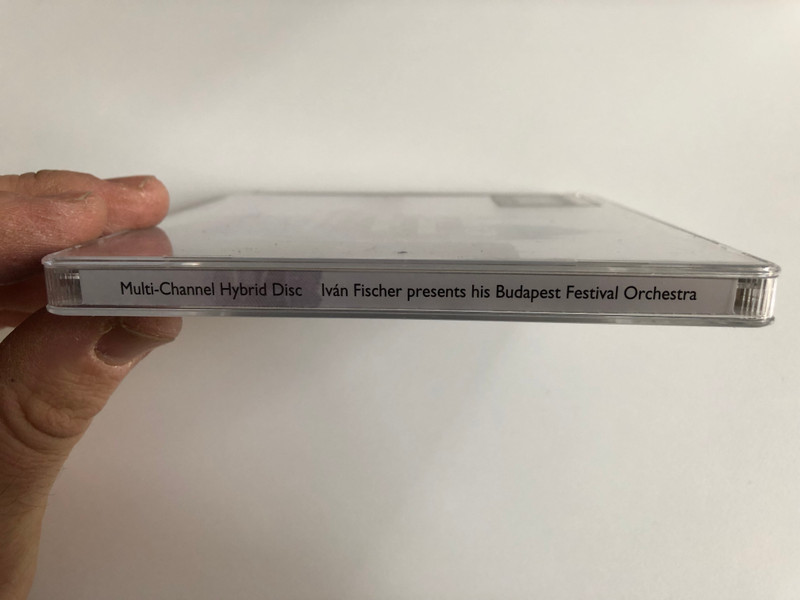 Multi-Channel Hybrid Disc Iván Fischer presents his Budapest Festival Orchestra